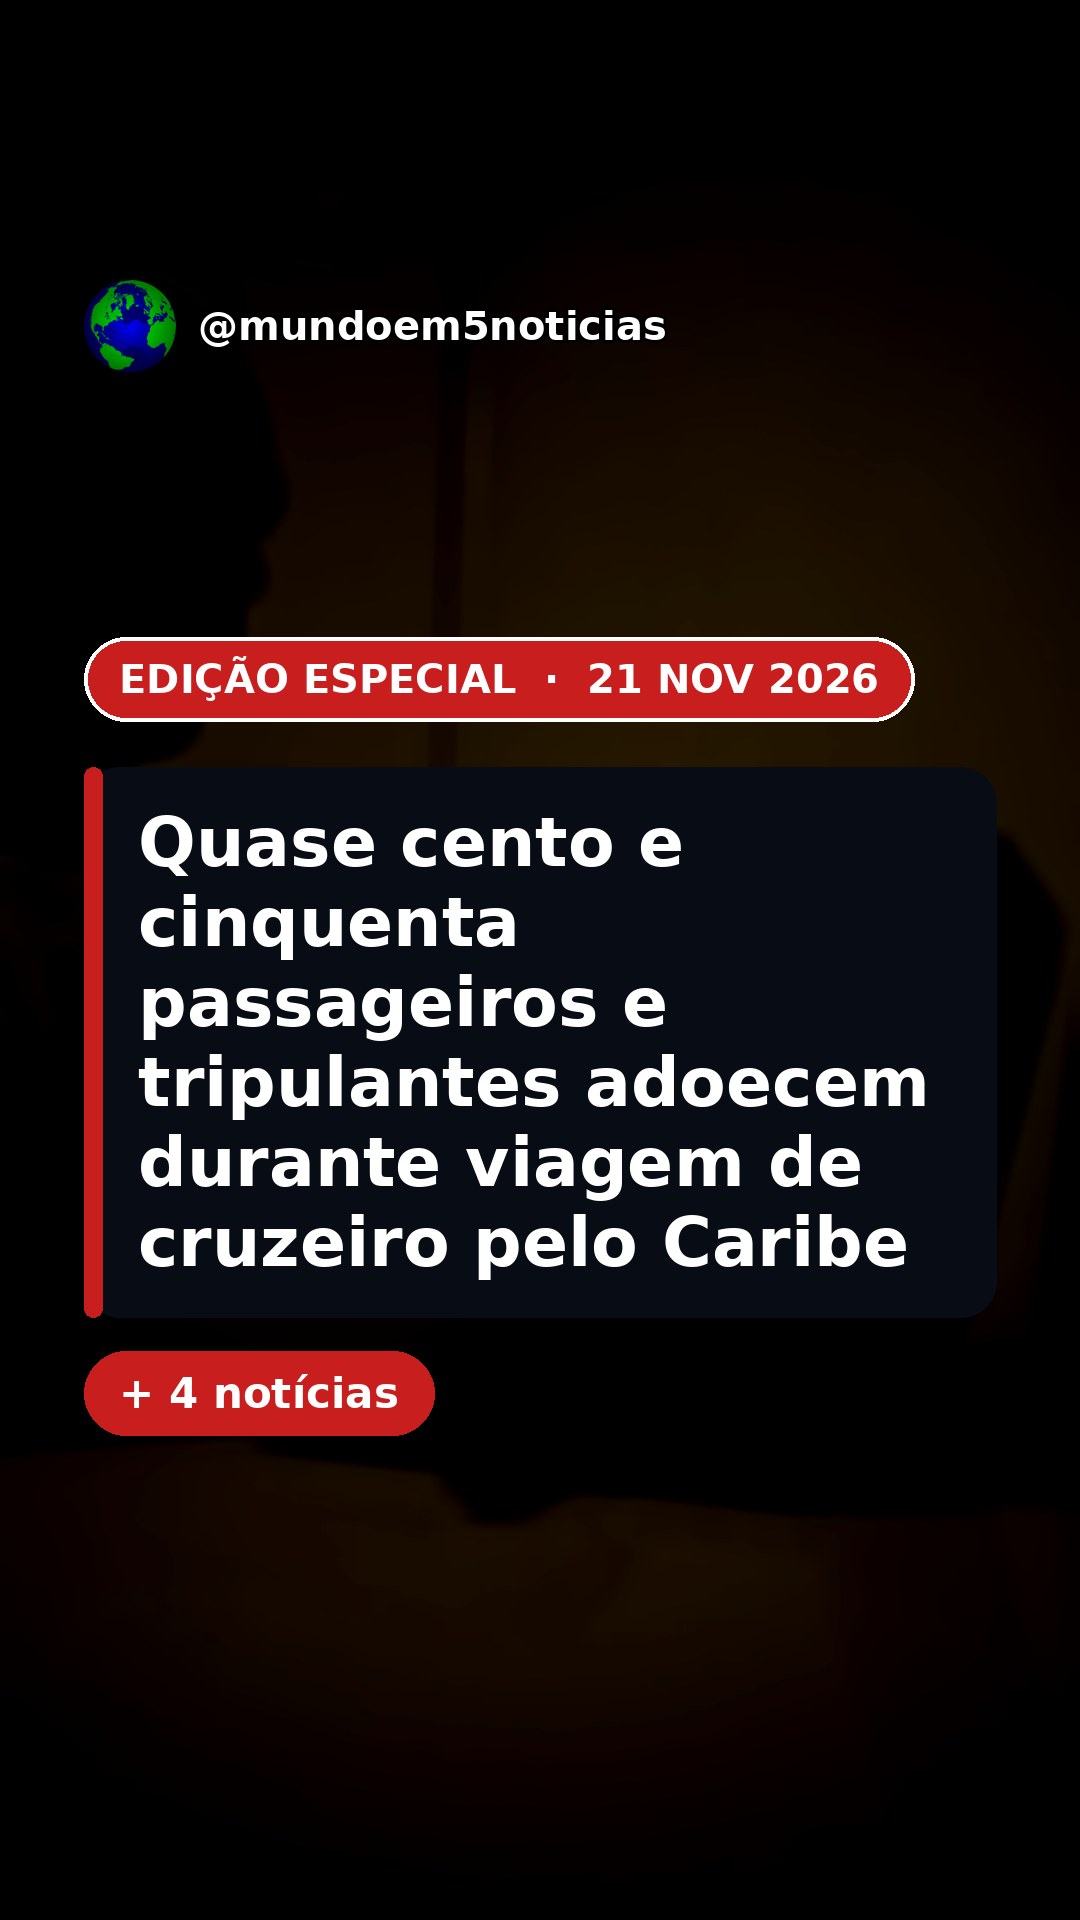 @mundoem5noticias
EDIÇÃO ESPECIAL · 21 NOV 2026
Quase cento e
cinquenta
passageiros e
tripulantes adoecem
durante viagem de
cruzeiro pelo Caribe
+ 4 notícias